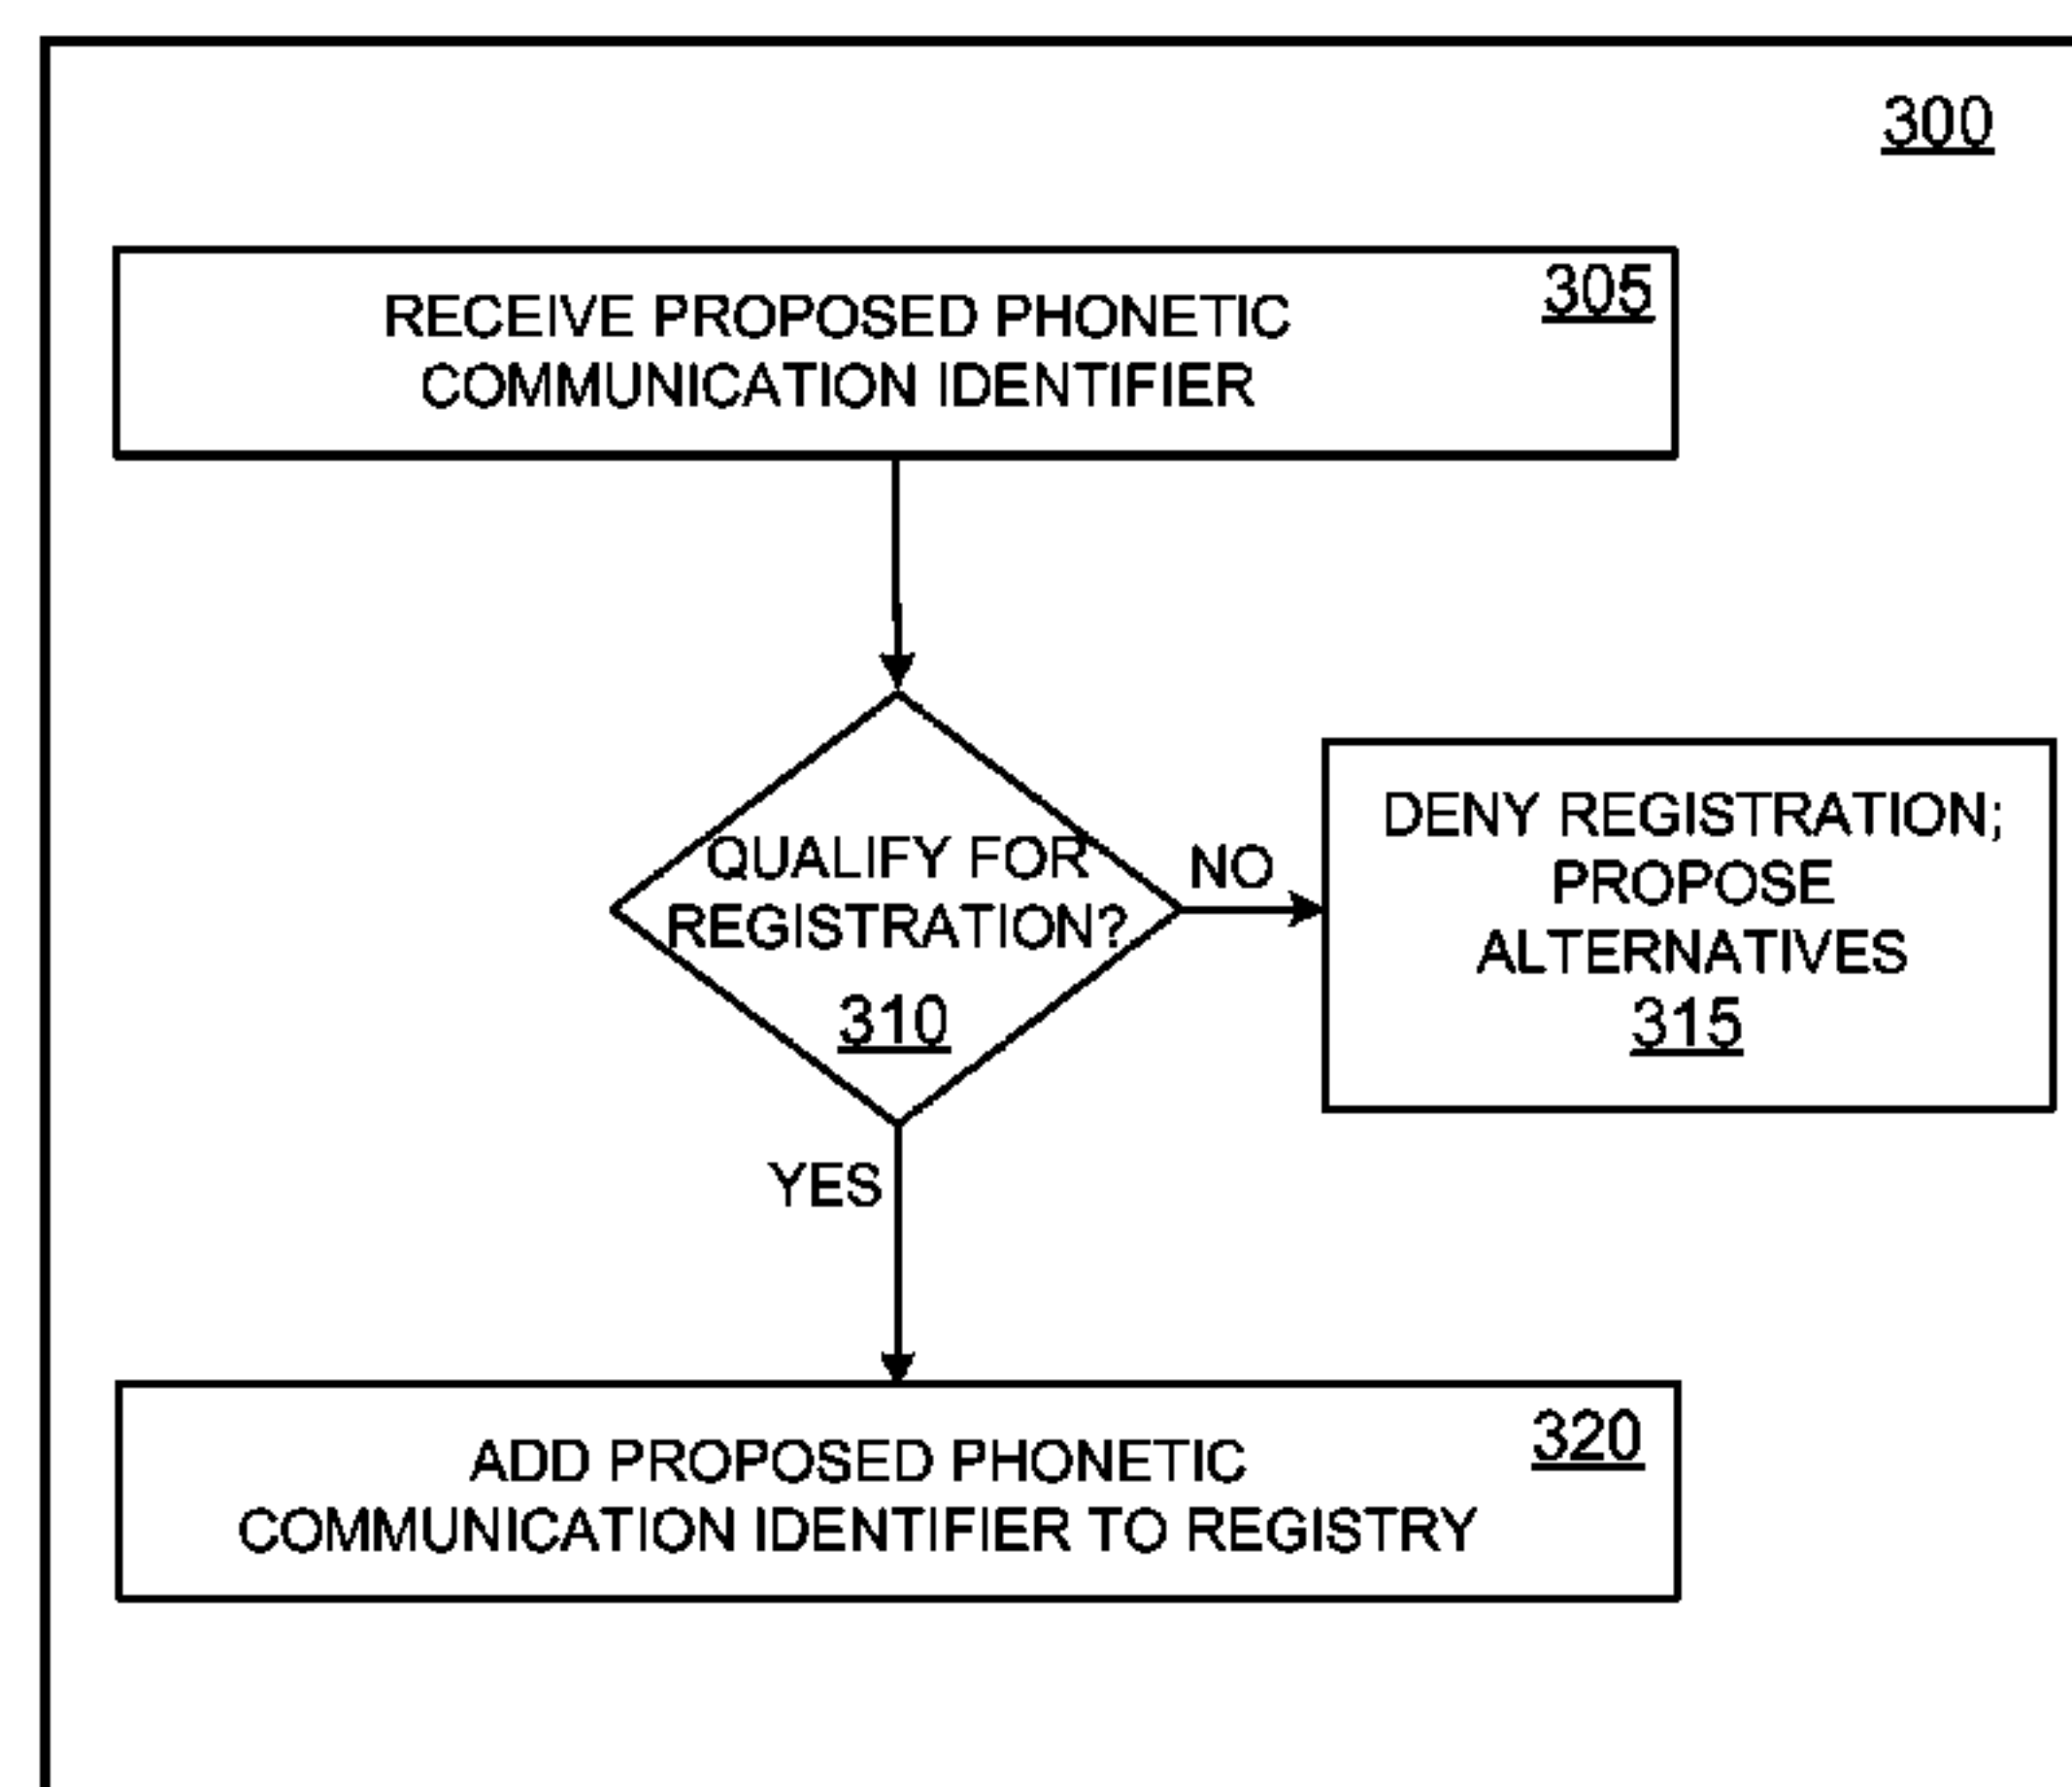 300
305
RECEIVE PROPOSED PHONETIC
COMMUNICATION IDENTIFIER
QUALIFY FOR
REGISTRATION?
310
NO
DENY REGISTRATION;
PROPOSE
ALTERNATIVES
315
YES
320
ADD PROPOSED PHONETIC
COMMUNICATION IDENTIFIER TO REGISTRY